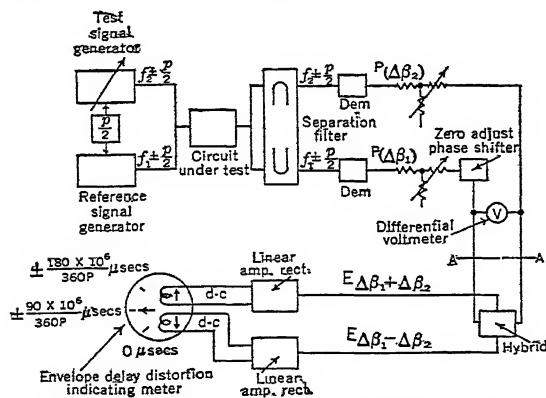 Test
signal
generator
f₂± p/2
p/2
f₁± p/2
Reference
signal
generator
Circuit
under test
Separation
filter
f₂± p/2
f₁± p/2
Dem
Dem
P(Δβ₂)
P(Δβ₁)
Zero adjust
phase shifter
V
Differential
voltmeter
A A
Hybrid
± 180 X 10⁶/360P μsecs
± 90 X 10⁶/360P μsecs
0 μsecs
Envelope delay distortion
indicating meter
d-c
d-c
Linear
amp. rect.
Linear
amp. rect.
E Δβ₁+Δβ₂
E Δβ₁-Δβ₂